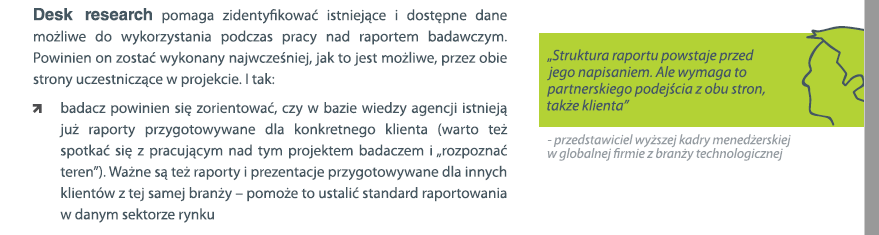 Desk research pomaga zidentyfikować istniejące i dostępne dane
możliwe do wykorzystania podczas pracy nad raportem badawczym.
Powinien on zostać wykonany najwcześniej, jak to jest możliwe, przez obie
strony uczestniczące w projekcie. I tak:
badacz powinien się zorientować, czy w bazie wiedzy agencji istnieją
już raporty przygotowywane dla konkretnego klienta (warto też
spotkać się z pracującym nad tym projektem badaczem i „rozpoznać
teren”). Ważne są też raporty i prezentacje przygotowywane dla innych
klientów z tej samej branży – pomoże to ustalić standard raportowania
w danym sektorze rynku
„Struktura raportu powstaje przed
jego napisaniem. Ale wymaga to
partnerskiego podejścia z obu stron,
także klienta”
- przedstawiciel wyższej kadry menedżerskiej
w globalnej firmie z branży technologicznej